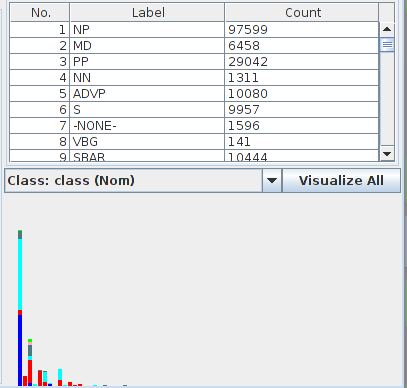 No. Label Count
1 NP 97599
2 MD 6458
3 PP 29042
4 NN 1311
5 ADVP 10080
6 S 9957
7 -NONE- 1596
8 VBG 141
9 SBAR 10444
Class: class (Nom) Visualize All